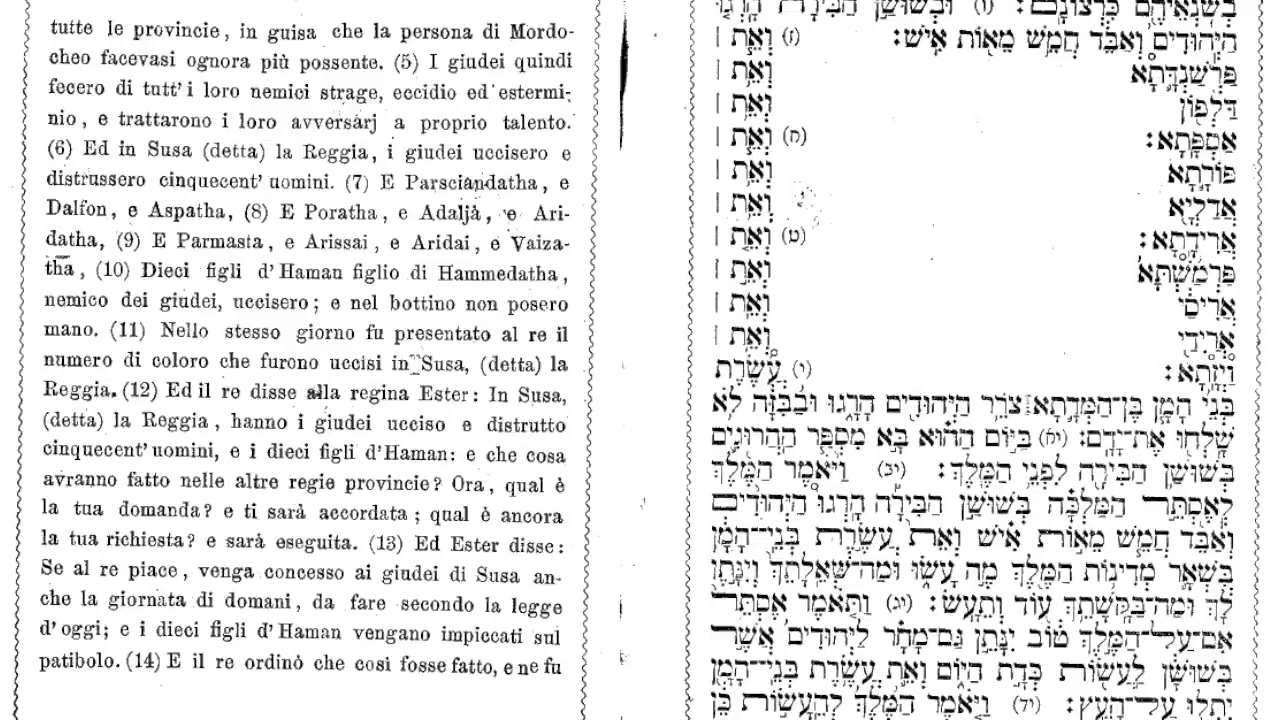 tutte le provincie, in guisa che la persona di Mordo-
cheo facevasi ognora più possente. (5) I giudei quindi
fecero di tutt' i loro nemici strage, eccidio ed estermi-
nio, e trattarono i loro avversarj a proprio talento.
(6) Ed in Susa (detta) la Reggia, i giudei uccisero e
distrussero cinquecent' uomini. (7) E Parsciandatha, e
Dalfon, e Aspatha, (8) E Poratha, e Adaljà, e Ari-
datha, (9) E Parmasta, e Arissai, e Aridai, e Vaiza-
tha, (10) Dieci figli d'Haman figlio di Hammedatha,
nemico dei giudei, uccisero; e nel bottino non posero
mano. (11) Nello stesso giorno fu presentato al re il
numero di coloro che furono uccisi in Susa, (detta) la
Reggia. (12) Ed il re disse alla regina Ester: In Susa,
(detta) la Reggia, hanno i giudei ucciso e distrutto
cinquecent' uomini, e i dieci figli d'Haman: e che cosa
avranno fatto nelle altre regie provincie? Ora, qual è
la tua domanda? e ti sarà accordata; qual è ancora
la tua richiesta? e sarà eseguita. (13) Ed Ester disse:
Se al re piace, venga concesso ai giudei di Susa an-
che la giornata di domani, da fare secondo la legge
d'oggi; e i dieci figli d'Haman vengano impiccati sul
patibolo. (14) E il re ordinò che così fosse fatto, e ne fu
בְּשֹׂנְאֵיהֶם כִּרְצוֹנָם: (ו) וּבְשׁוּשַׁן הַבִּירָה הָרְגוּ
הַיְּהוּדִים וְאַבֵּד חֲמֵשׁ מֵאוֹת אִישׁ: (ז) וְאֵת ׀
פַּרְשַׁנְדָּתָא וְאֵת ׀
דַּלְפוֹן וְאֵת ׀
אַסְפָּתָא: (ח) וְאֵת ׀
פּוֹרָתָא וְאֵת ׀
אֲדַלְיָא וְאֵת ׀
אֲרִידָתָא: (ט) וְאֵת ׀
פַּרְמַשְׁתָּא וְאֵת ׀
אֲרִיסַי וְאֵת ׀
אֲרִידַי וְאֵת ׀
וַיְזָתָא: (י) עֲשֶׂרֶת
בְּנֵי הָמָן בֶּן־הַמְּדָתָא צֹרֵר הַיְּהוּדִים הָרָגוּ וּבַבִּזָּה לֹא
שָׁלְחוּ אֶת־יָדָם: (יא) בַּיּוֹם הַהוּא בָּא מִסְפַּר הַהֲרוּגִים
בְּשׁוּשַׁן הַבִּירָה לִפְנֵי הַמֶּלֶךְ: (יב) וַיֹּאמֶר הַמֶּלֶךְ
לְאֶסְתֵּר הַמַּלְכָּה בְּשׁוּשַׁן הַבִּירָה הָרְגוּ הַיְּהוּדִים
וְאַבֵּד חֲמֵשׁ מֵאוֹת אִישׁ וְאֵת עֲשֶׂרֶת בְּנֵי־הָמָן
בִּשְׁאָר מְדִינוֹת הַמֶּלֶךְ מֶה עָשׂוּ וּמַה־שְּׁאֵלָתֵךְ וְיִנָּתֵן
לָךְ וּמַה־בַּקָּשָׁתֵךְ עוֹד וְתֵעָשׂ: (יג) וַתֹּאמֶר אֶסְתֵּר
אִם־עַל־הַמֶּלֶךְ טוֹב יִנָּתֵן גַּם־מָחָר לַיְּהוּדִים אֲשֶׁר
בְּשׁוּשָׁן לַעֲשׂוֹת כְּדָת הַיּוֹם וְאֵת עֲשֶׂרֶת בְּנֵי־הָמָן
יִתְלוּ עַל־הָעֵץ: (יד) וַיֹּאמֶר הַמֶּלֶךְ לְהֵעָשׂוֹת כֵּן